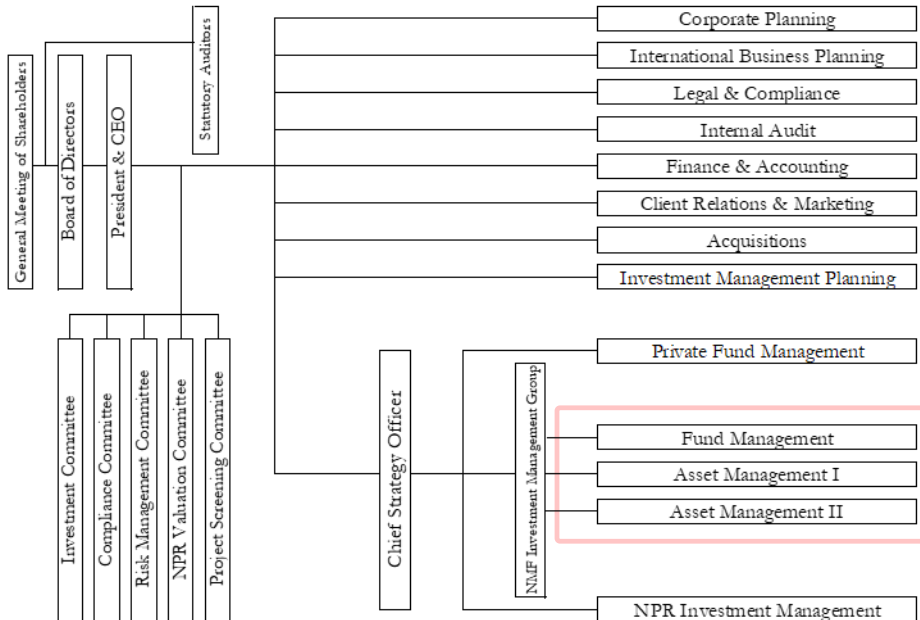 General Meeting of Shareholders
Board of Directors
President & CEO
Statutory Auditors
Corporate Planning
International Business Planning
Legal & Compliance
Internal Audit
Finance & Accounting
Client Relations & Marketing
Acquisitions
Investment Management Planning
Investment Committee
Compliance Committee
Risk Management Committee
NPR Valuation Committee
Project Screening Committee
Chief Strategy Officer
Private Fund Management
NMF Investment Management Group
Fund Management
Asset Management I
Asset Management II
NPR Investment Management